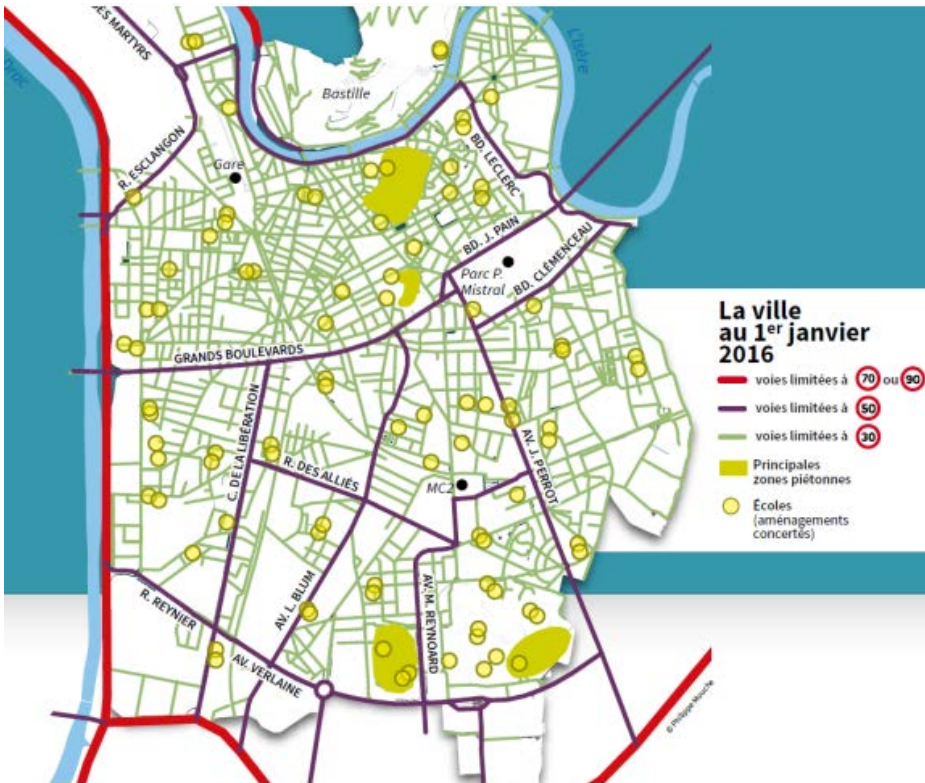 DES MARTYRS
Drac
L'Isère
Bastille
R. ESCLANGON
Gare
BD. LECLERC
BD. J. PAIN
BD. CLÉMENCEAU
Parc P.
Mistral
GRANDS BOULEVARDS
C. DE LA LIBÉRATION
R. DES ALLIÉS
MC2
AV. J. PERROT
R. REYNIER
AV. L. BLUM
AV. M. REYNOARD
AV. VERLAINE
© Philippe Mouche
La ville
au 1er janvier
2016
voies limitées à 70 ou 90
voies limitées à 50
voies limitées à 30
Principales
zones piétonnes
Écoles
(aménagements
concertés)